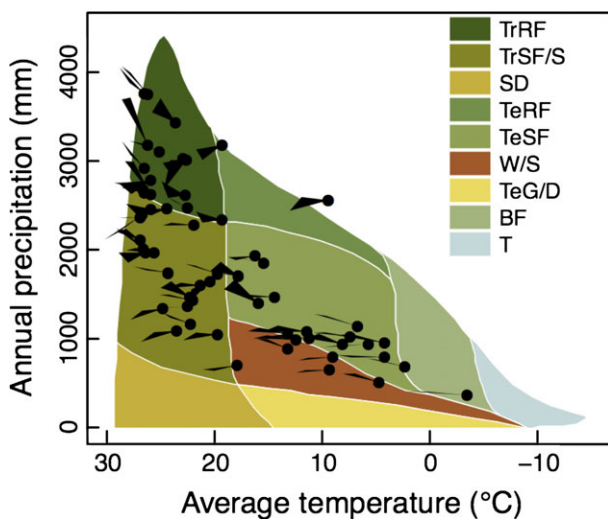 TrRF
TrSF/S
SD
TeRF
TeSF
W/S
TeG/D
BF
T
Annual precipitation (mm)
4000
3000
2000
1000
0
30 20 10 0 −10
Average temperature (°C)